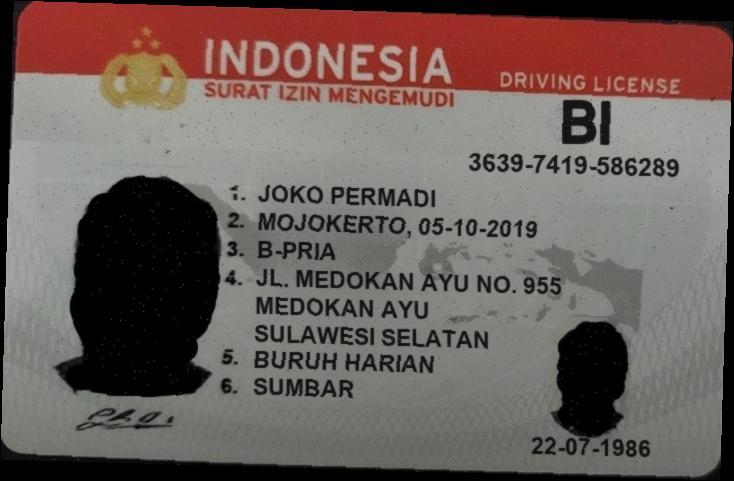 INDONESIA
SURAT IZIN MENGEMUDI
DRIVING LICENSE
BI
3639-7419-586289
1. JOKO PERMADI
2. MOJOKERTO, 05-10-2019
3. B-PRIA
4. JL. MEDOKAN AYU NO. 955
MEDOKAN AYU
SULAWESI SELATAN
5. BURUH HARIAN
6. SUMBAR
22-07-1986